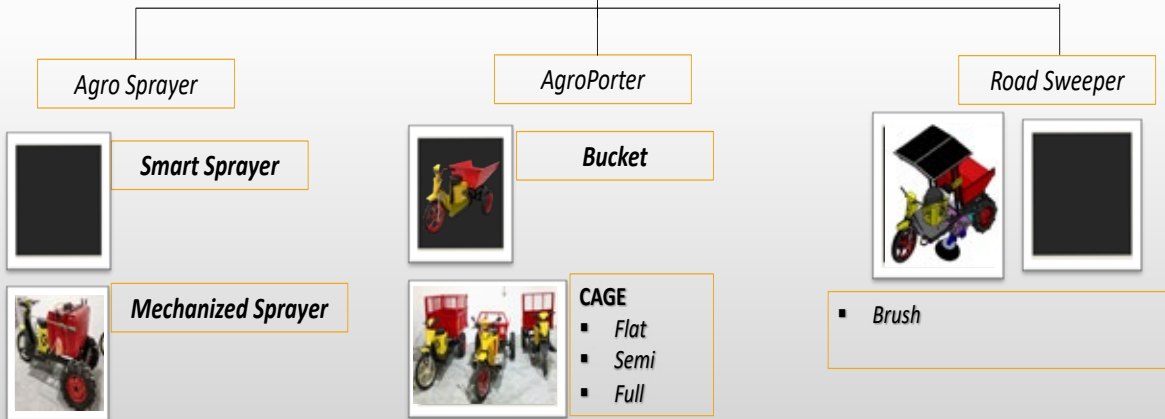 Agro Sprayer
AgroPorter
Road Sweeper
Smart Sprayer
Bucket
Mechanized Sprayer
CAGE
▪ Flat
▪ Semi
▪ Full
▪ Brush